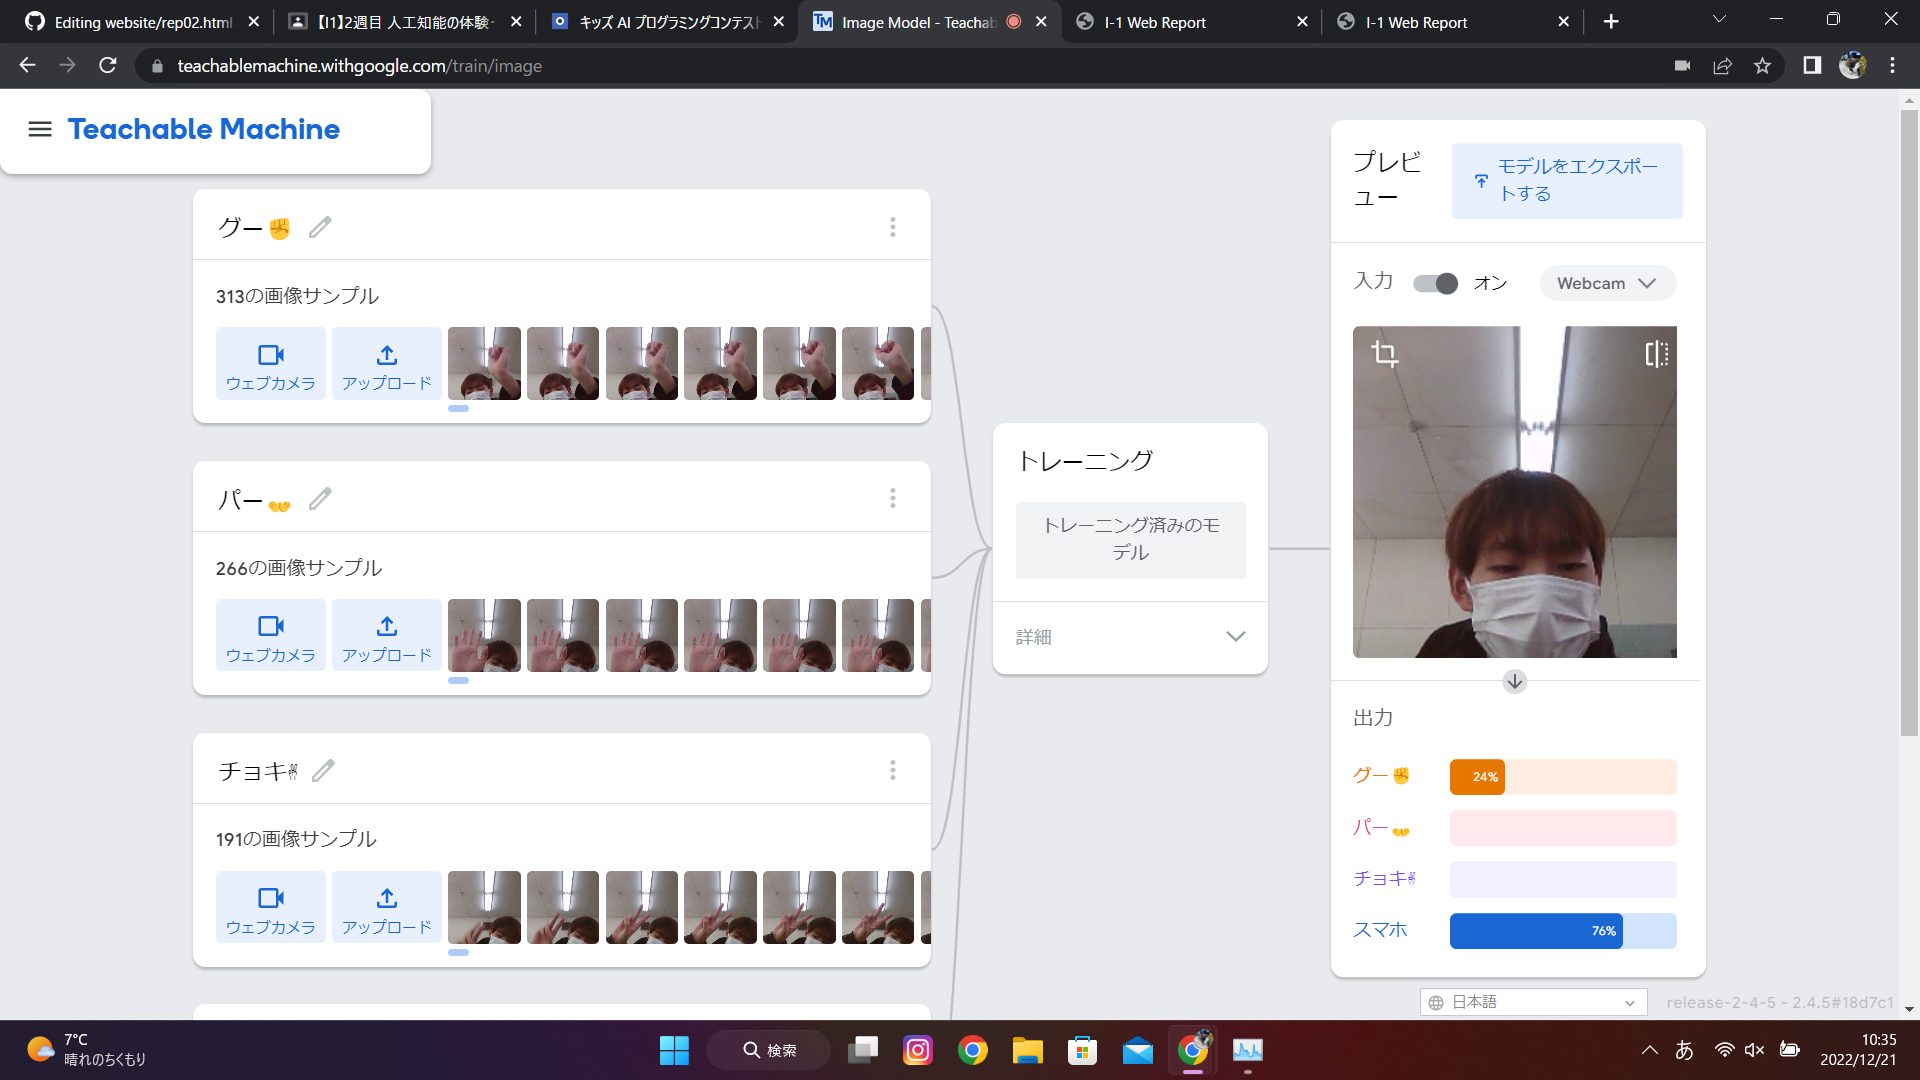 Editing website/rep02.html
【I1】2週目 人工知能の体験
キッズ AI プログラミングコンテスト
Image Model - Teachab
I-1 Web Report
I-1 Web Report
teachablemachine.withgoogle.com/train/image
Teachable Machine
グー✊
313の画像サンプル
ウェブカメラ
アップロード
パー👐
266の画像サンプル
ウェブカメラ
アップロード
チョキ✌
191の画像サンプル
ウェブカメラ
アップロード
トレーニング
トレーニング済みのモ
デル
詳細
プレビ
ュー
モデルをエクスポー
トする
入力
オン
Webcam
出力
グー✊
24%
パー👐
チョキ✌
スマホ
76%
日本語
release-2-4-5 - 2.4.5#18d7c1
7°C
晴れのちくもり
検索
あ
10:35
2022/12/21